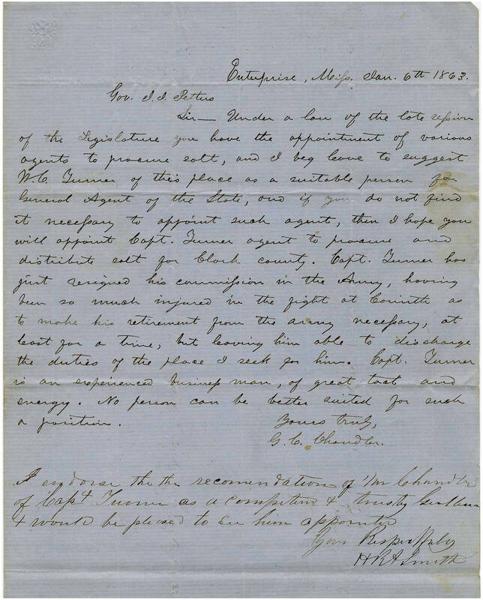 Enterprise, Miss. Jan. 6th 1863.
Gov. J. J. Pettus
Sir — Under a law of the late session
of the Legislature you have the appointment of various
agents to procure salt, and I beg leave to suggest
W. C. Turner of this place as a suitable person for
General Agent of the State, and if you do not find
it necessary to appoint such agent, then I hope you
will appoint Capt. Turner agent to procure and
distribute salt for Clark county. Capt. Turner has
just resigned his commission in the Army, having
been so much injured in the fight at Corinth as
to make his retirement from the army necessary, at
least for a time, but leaving him able to discharge
the duties of the place I seek for him. Capt. Turner
is an experienced business man, of great tact and
energy. No person can be better suited for such
a position.
Yours truly,
G. C. Chandler.
I endorse the the recomendation of Mr Chandler
of Capt Turner as a competent & trusty
& would be pleased to see him appointed
Respectfully
Smith